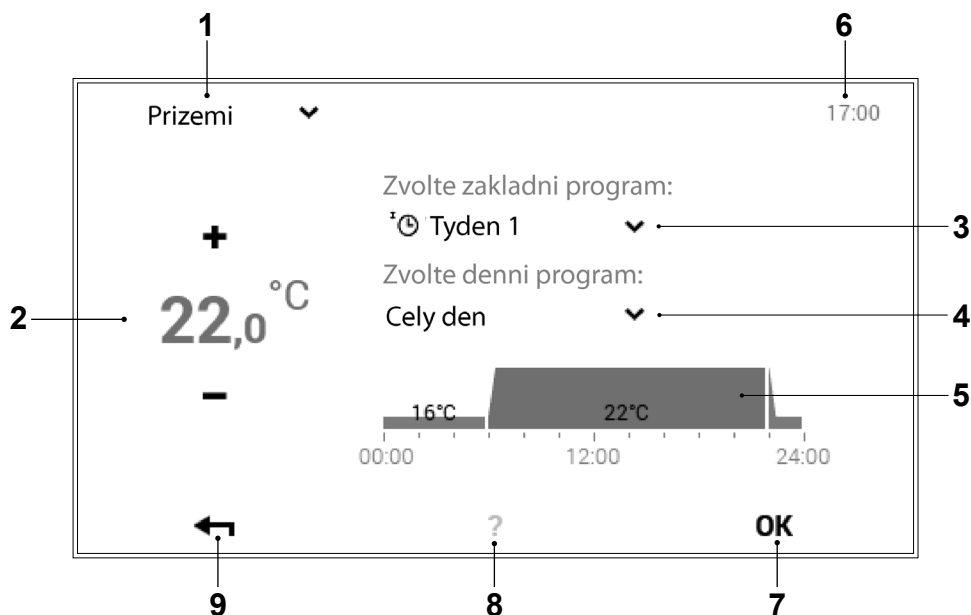 1
6
Prizemi
17:00
Zvolte zakladni program:
I Tyden 1
3
+
Zvolte denni program:
2
22,0 °C
Cely den
4
−
16°C
22°C
5
00:00
12:00
24:00
?
OK
9
8
7